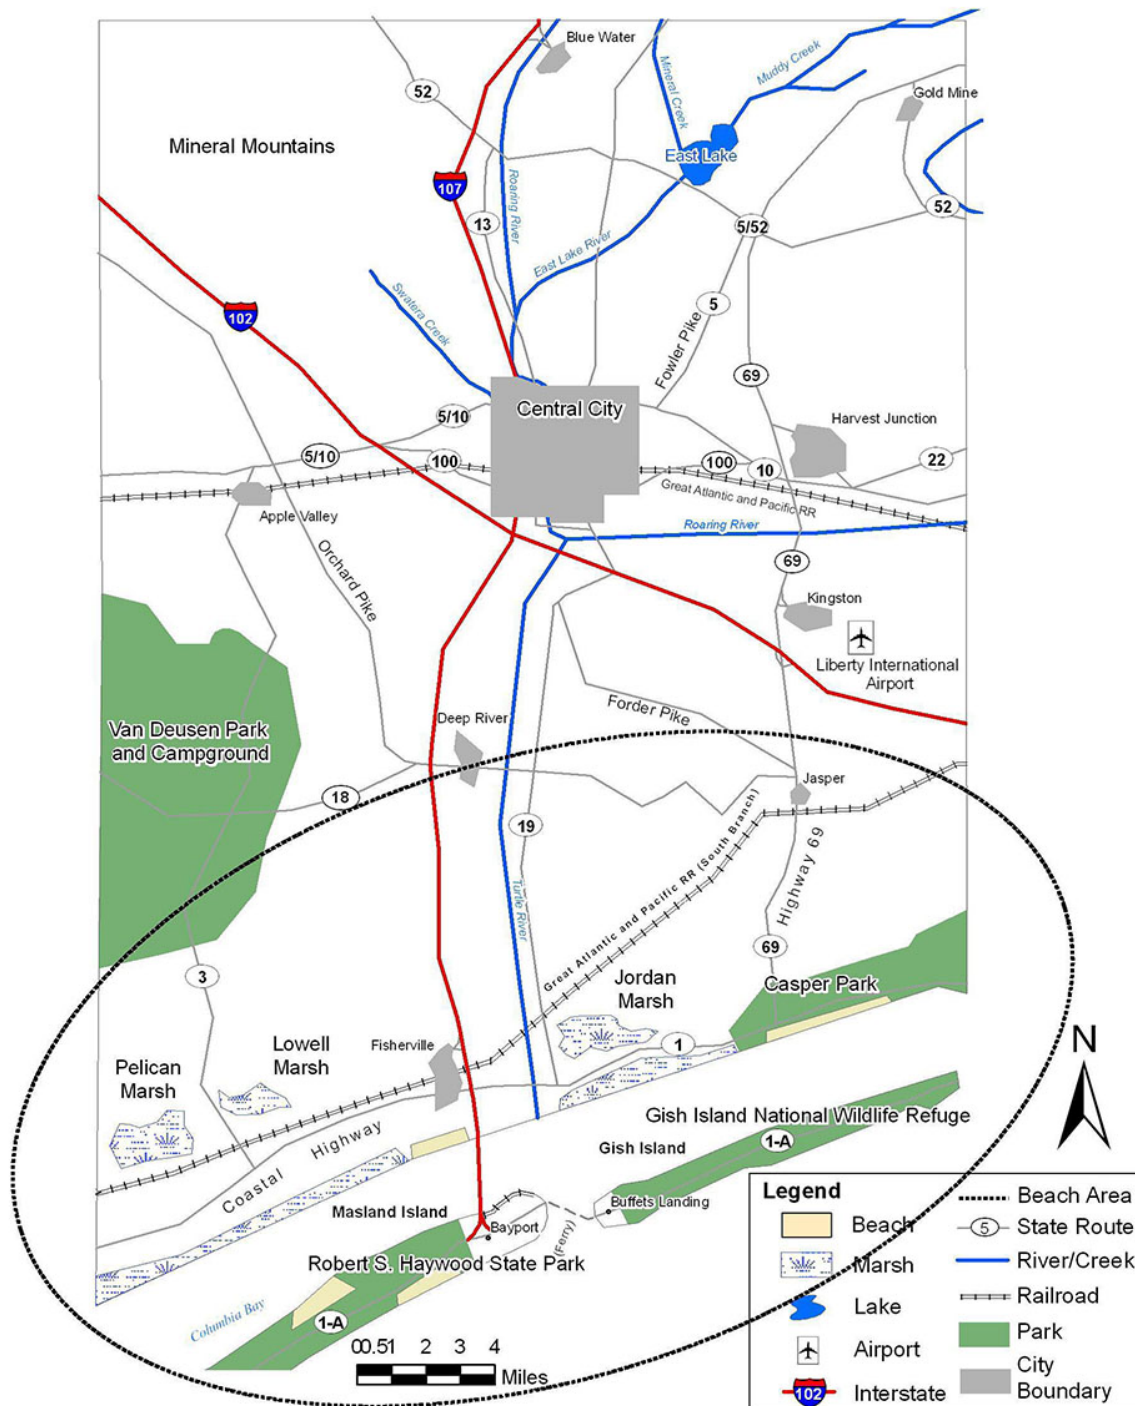 Blue Water
52
Mineral Creek
Muddy Creek
Gold Mine
Mineral Mountains
East Lake
107
Roaring River
13
52
5/52
East Lake River
Swatera Creek
102
5
Fowler Pike
69
Central City
5/10
Harvest Junction
5/10
100
100
10
22
Great Atlantic and Pacific RR
Apple Valley
Roaring River
Orchard Pike
69
Kingston
Liberty International
Airport
Van Deusen Park
and Campground
Deep River
Forder Pike
18
Jasper
19
Great Atlantic and Pacific RR (South Branch)
Highway 69
Turtle River
69
3
Jordan
Marsh
Casper Park
Lowell
Marsh
Fisherville
1
Pelican
Marsh
N
Gish Island National Wildlife Refuge
1-A
Gish Island
Coastal Highway
Masland Island
Buffets Landing
Bayport
(Ferry)
Robert S. Haywood State Park
Columbia Bay
1-A
00.51 2 3 4
Miles
Legend
Beach
Marsh
Lake
Airport
102
Interstate
Beach Area
5
State Route
River/Creek
Railroad
Park
City
Boundary